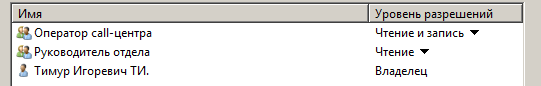 Имя Уровень разрешений
Оператор call-центра Чтение и запись
Руководитель отдела Чтение
Тимур Игоревич ТИ. Владелец